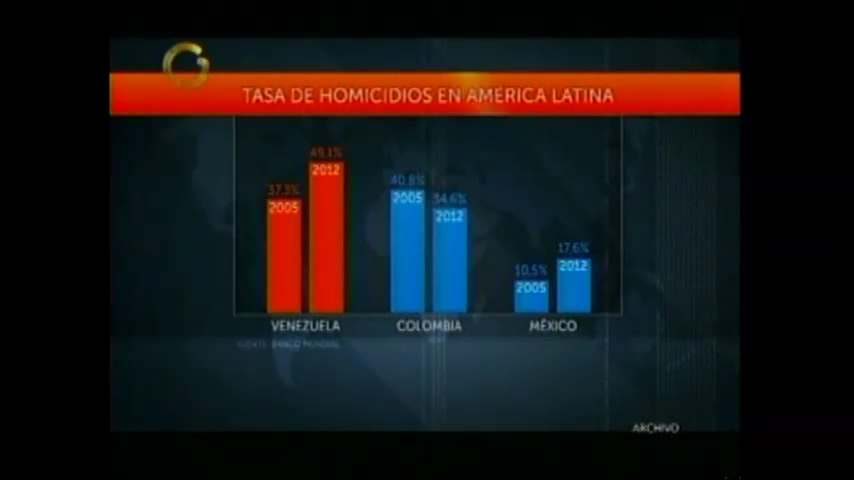 TASA DE HOMICIDIOS EN AMÉRICA LATINA
49,1%
2012
37,3%
2005
40,8%
2005
34,6%
2012
17,6%
2012
10,5%
2005
VENEZUELA
COLOMBIA
MÉXICO
FUENTE: BANCO MUNDIAL
ARCHIVO